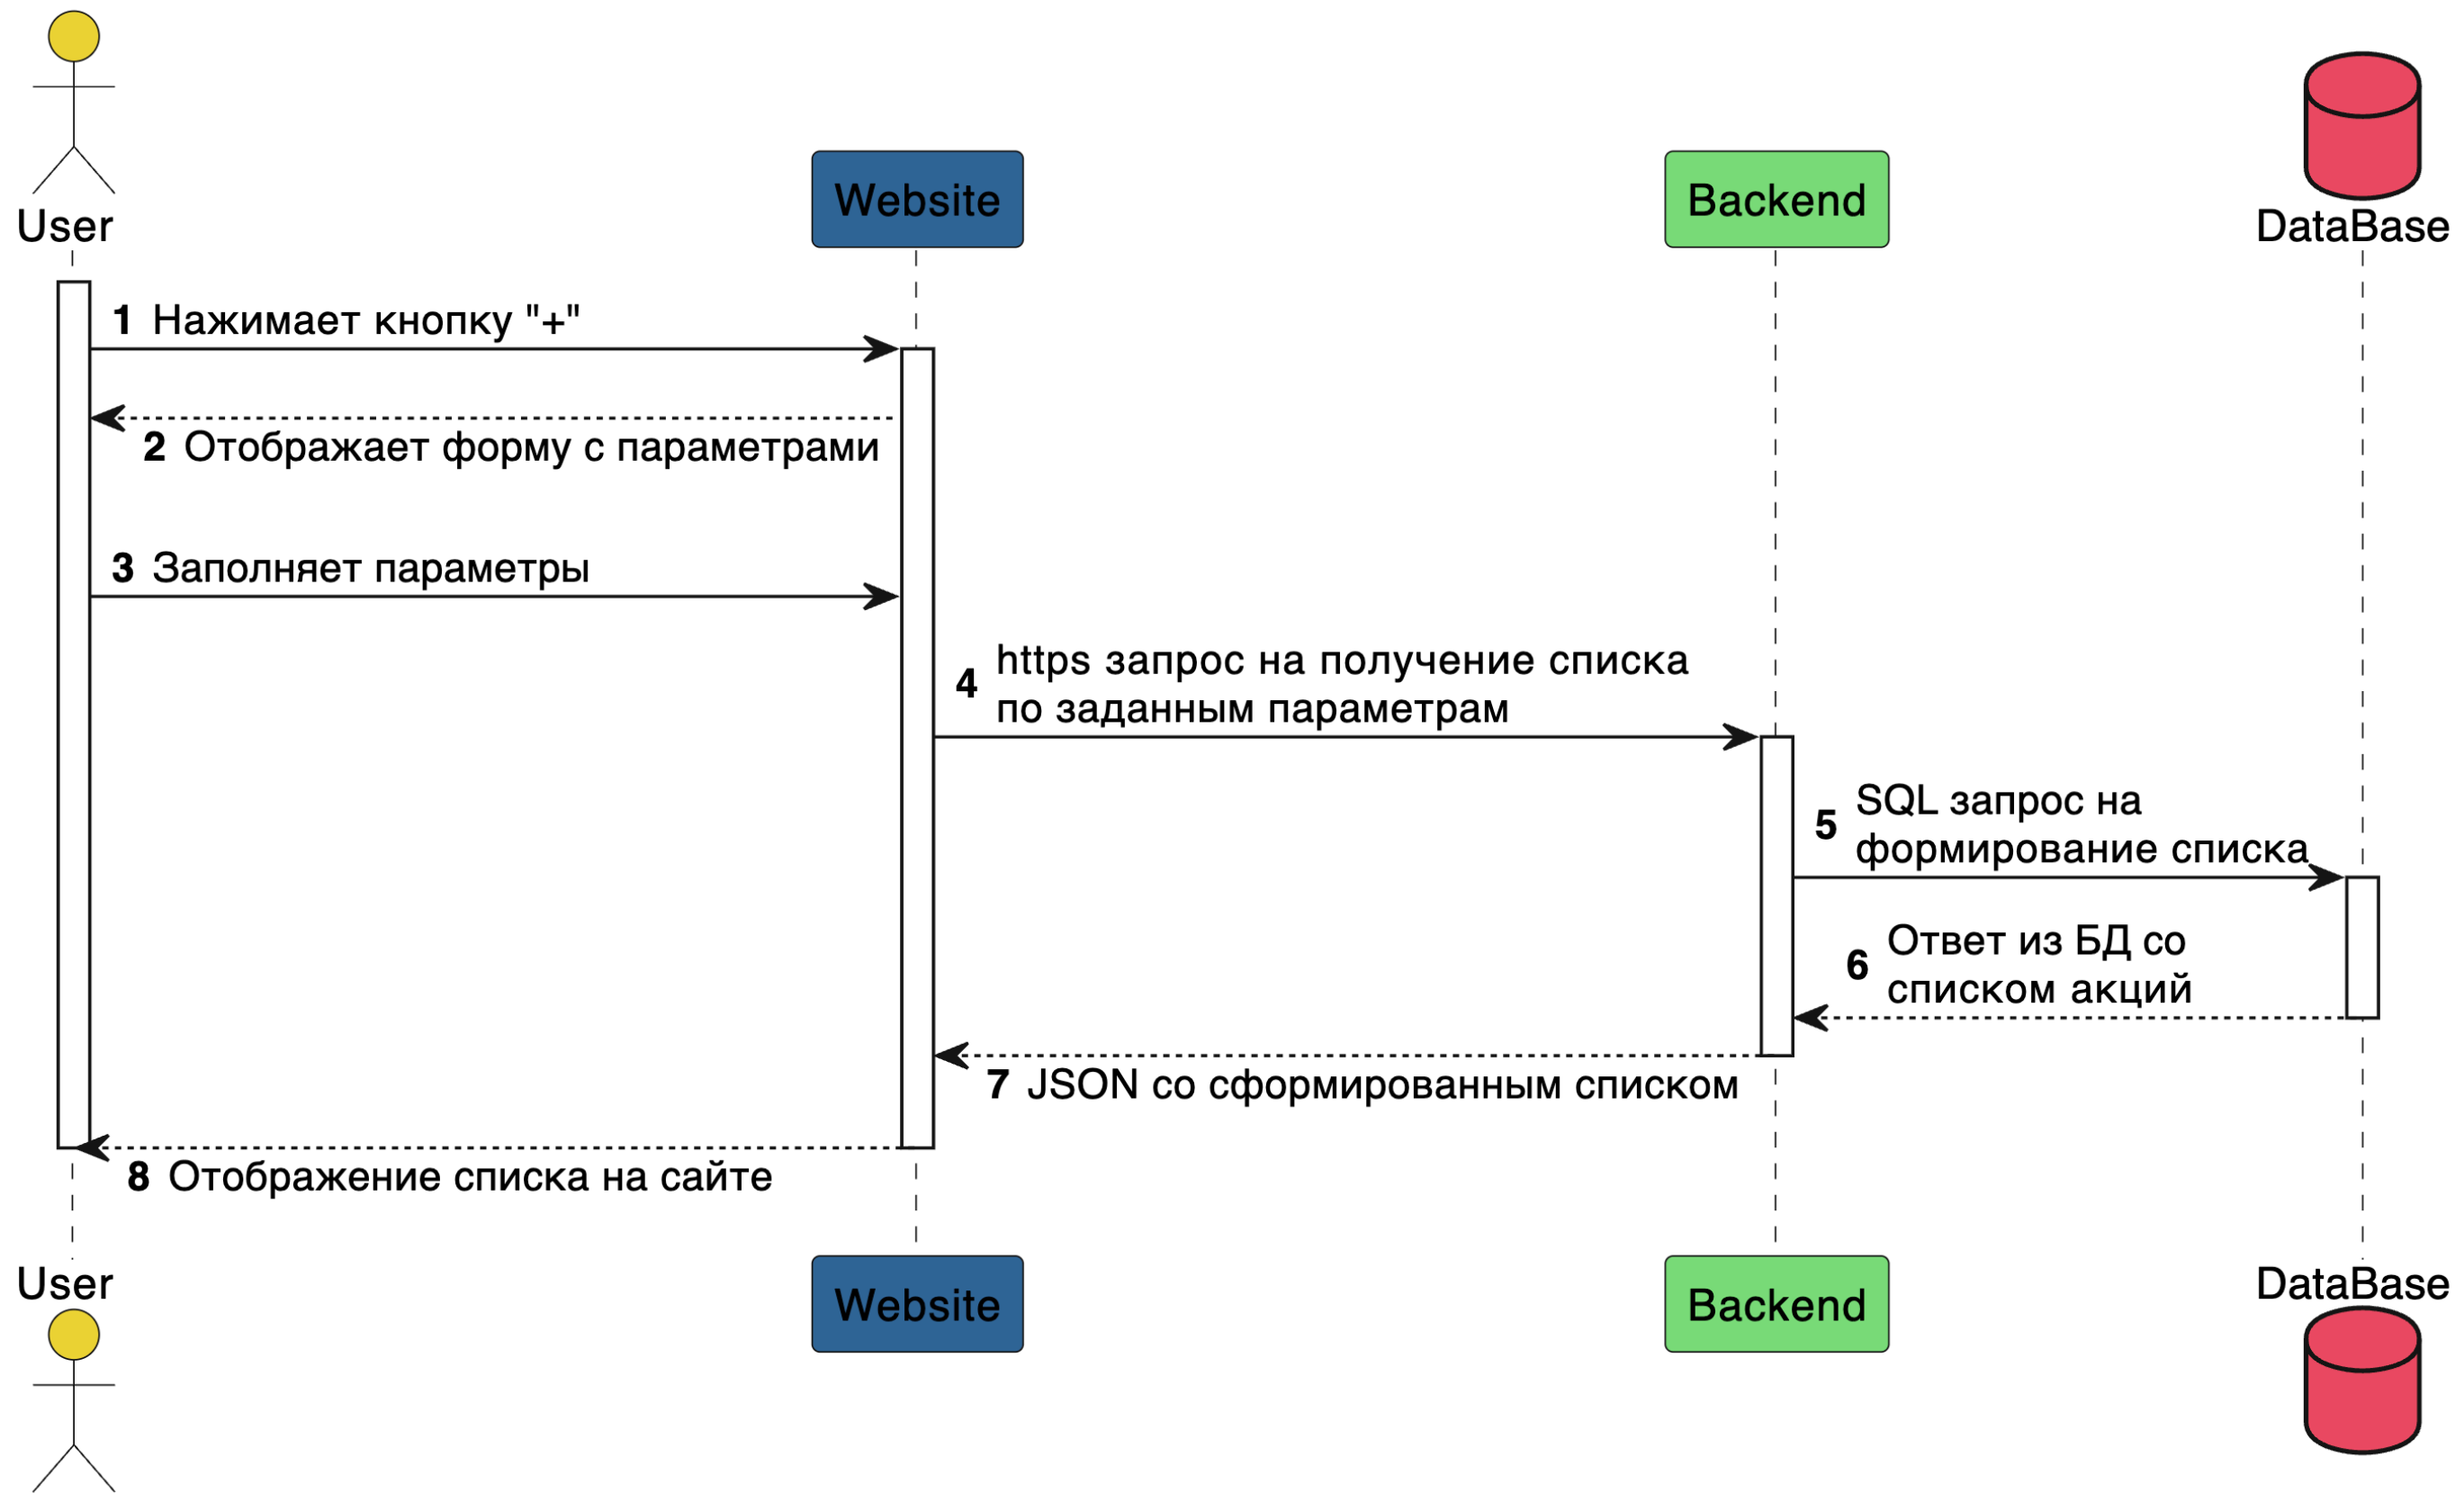 User
Website
Backend
DataBase
1 Нажимает кнопку "+"
2 Отображает форму с параметрами
3 Заполняет параметры
4 https запрос на получение списка
по заданным параметрам
5 SQL запрос на
формирование списка
6 Ответ из БД со
списком акций
7 JSON со сформированным списком
8 Отображение списка на сайте
User
Website
Backend
DataBase